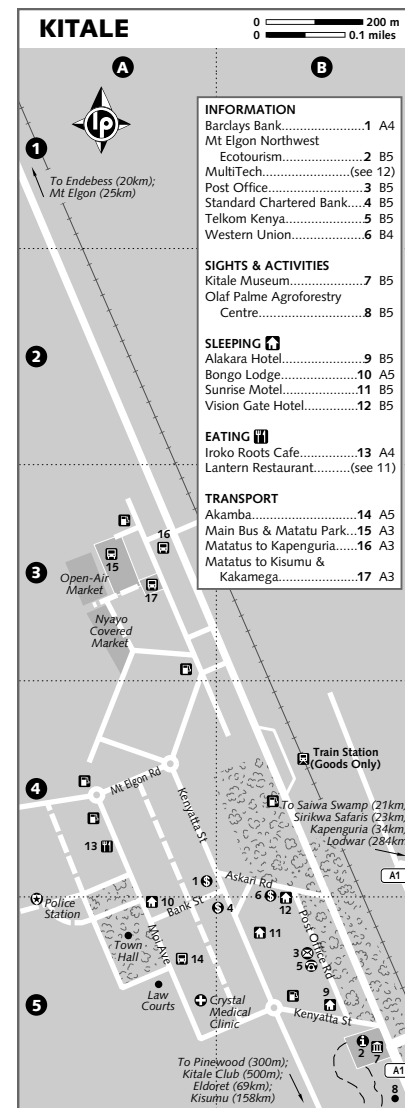 KITALE
0 200 m
0 0.1 miles
A
B
lp
1
To Endebess (20km);
Mt Elgon (25km)
INFORMATION
Barclays Bank..........................1 A4
Mt Elgon Northwest
Ecotourism..........................2 B5
MultiTech..........................(see 12)
Post Office..........................3 B5
Standard Chartered Bank.....4 B5
Telkom Kenya..........................5 B5
Western Union..........................6 B4
SIGHTS & ACTIVITIES
Kitale Museum..........................7 B5
Olaf Palme Agroforestry
Centre..........................8 B5
SLEEPING
Alakara Hotel..........................9 B5
Bongo Lodge..........................10 A5
Sunrise Motel..........................11 B5
Vision Gate Hotel...............12 B5
EATING
Iroko Roots Cafe...............13 A4
Lantern Restaurant..........(see 11)
TRANSPORT
Akamba..........................14 A5
Main Bus & Matatu Park...15 A3
Matatus to Kapenguria......16 A3
Matatus to Kisumu &
Kakamega..........................17 A3
2
3
16
15
Open-Air
Market
17
Nyayo
Covered
Market
4
Train Station
(Goods Only)
Mt Elgon Rd
Kenyatta St
To Saiwa Swamp (21km)
Sirikwa Safaris (23km)
Kapenguria (34km)
Lodwar (284km
A1
13
1
Askari Rd
6
12
Police
Station
10
Bank St
4
Post Office Rd
11
Town
Hall
Moi Ave
14
3
5
5
Law
Courts
Crystal
Medical
Clinic
9
Kenyatta St
2
7
A1
8
To Pinewood (300m);
Kitale Club (500m);
Eldoret (69km);
Kisumu (158km)